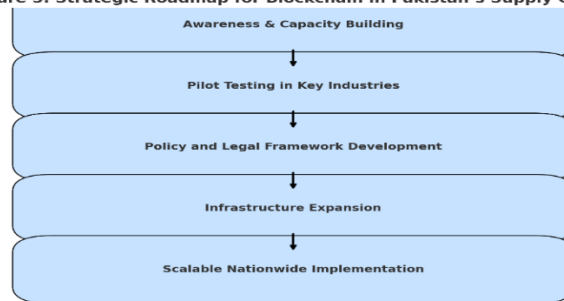 Strategic Roadmap for Blockchain in Pakistan's Supply
Awareness & Capacity Building
Pilot Testing in Key Industries
Policy and Legal Framework Development
Infrastructure Expansion
Scalable Nationwide Implementation